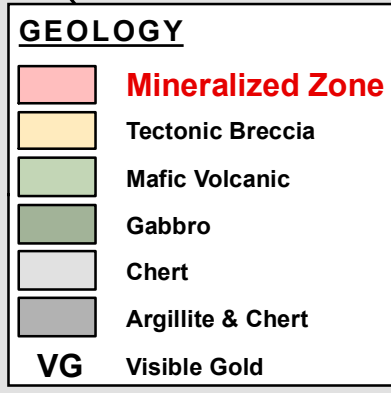 GEOLOGY
Mineralized Zone
Tectonic Breccia
Mafic Volcanic
Gabbro
Chert
Argillite & Chert
VG Visible Gold